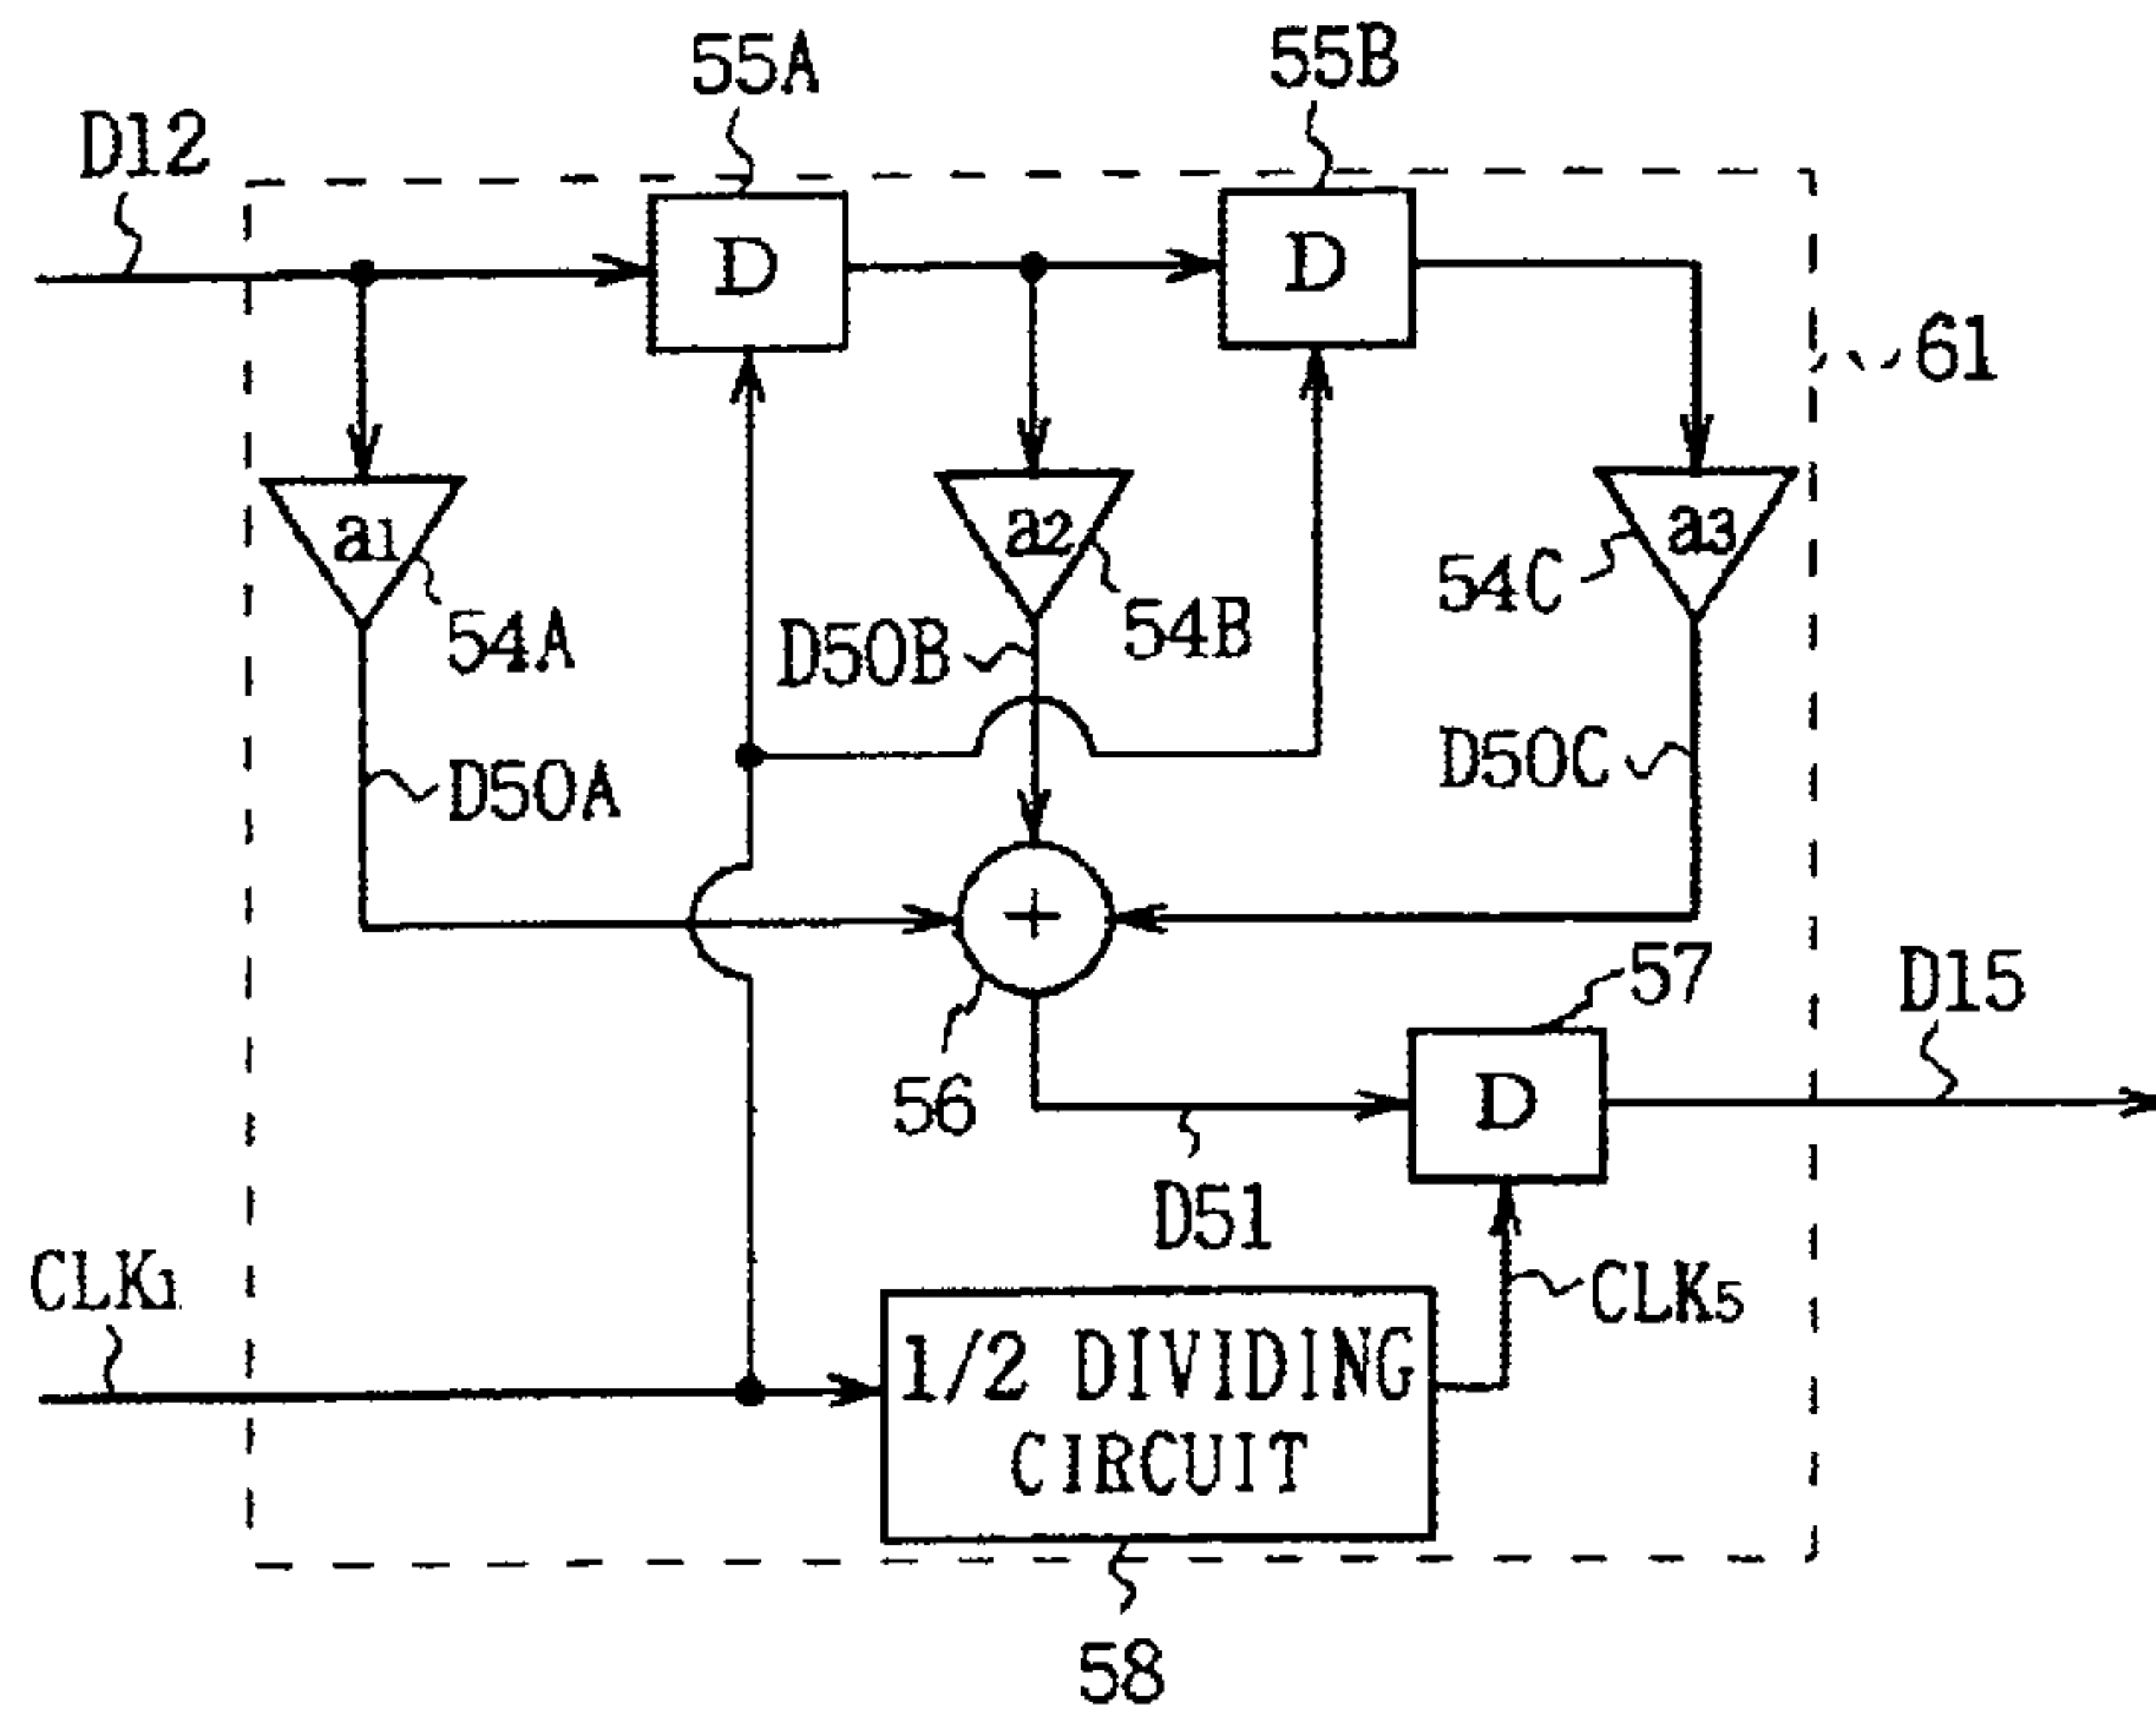 55A
55B
D12
D
D
61
a1
a2
a3
54A
54B
54C
D50B
D50A
D50C
+
57
D15
56
D
D51
CLK1
CLK5
1/2 DIVIDING
CIRCUIT
58